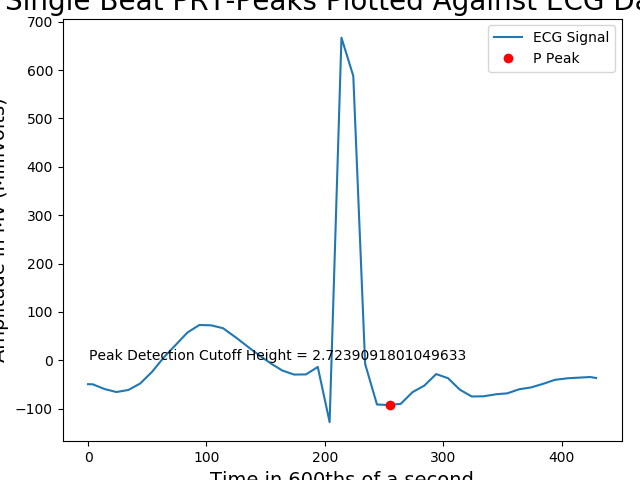 Single Beat PRT-Peaks Plotted Against ECG Da
Amplitude in MV (Millivolts)
700
600
500
400
300
200
100
0
−100
ECG Signal
P Peak
Peak Detection Cutoff Height = 2.7239091801049633
0
100
200
300
400
Time in 600ths of a second